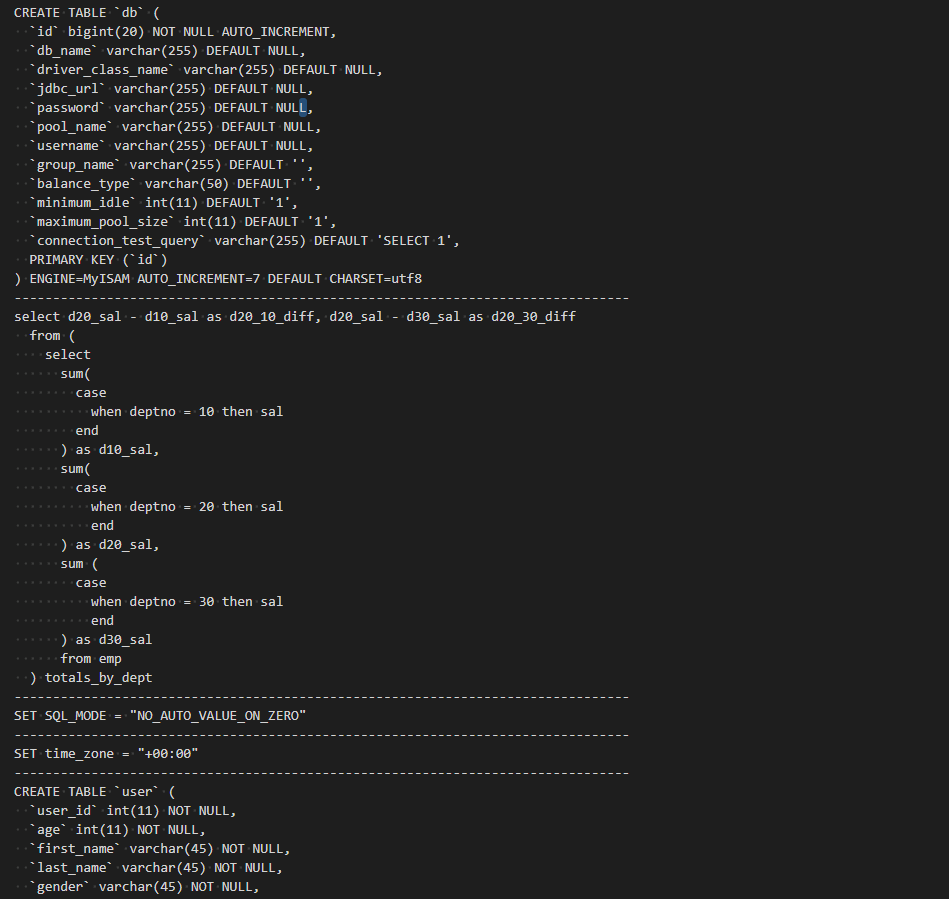 CREATE TABLE `db` (
  `id` bigint(20) NOT NULL AUTO_INCREMENT,
  `db_name` varchar(255) DEFAULT NULL,
  `driver_class_name` varchar(255) DEFAULT NULL,
  `jdbc_url` varchar(255) DEFAULT NULL,
  `password` varchar(255) DEFAULT NULL,
  `pool_name` varchar(255) DEFAULT NULL,
  `username` varchar(255) DEFAULT NULL,
  `group_name` varchar(255) DEFAULT '',
  `balance_type` varchar(50) DEFAULT '',
  `minimum_idle` int(11) DEFAULT '1',
  `maximum_pool_size` int(11) DEFAULT '1',
  `connection_test_query` varchar(255) DEFAULT 'SELECT 1',
  PRIMARY KEY (`id`)
) ENGINE=MyISAM AUTO_INCREMENT=7 DEFAULT CHARSET=utf8
--------------------------------------------------------------------------------
select d20_sal - d10_sal as d20_10_diff, d20_sal - d30_sal as d20_30_diff
  from (
    select
      sum(
        case
          when deptno = 10 then sal
        end
      ) as d10_sal,
      sum(
        case
          when deptno = 20 then sal
          end
      ) as d20_sal,
      sum (
        case
          when deptno = 30 then sal
          end
      ) as d30_sal
      from emp
  ) totals_by_dept
--------------------------------------------------------------------------------
SET SQL_MODE = "NO_AUTO_VALUE_ON_ZERO"
--------------------------------------------------------------------------------
SET time_zone = "+00:00"
--------------------------------------------------------------------------------
CREATE TABLE `user` (
  `user_id` int(11) NOT NULL,
  `age` int(11) NOT NULL,
  `first_name` varchar(45) NOT NULL,
  `last_name` varchar(45) NOT NULL,
  `gender` varchar(45) NOT NULL,